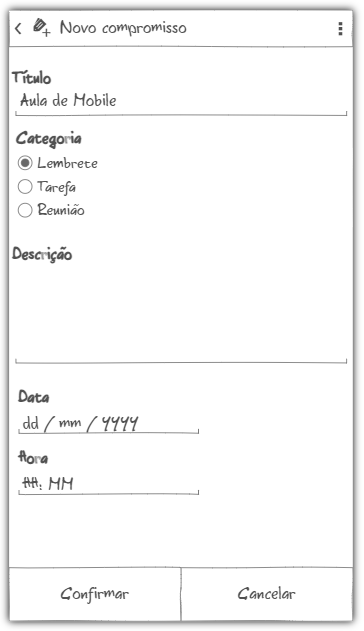 Novo compromisso
Título
Aula de Mobile
Categoria
Lembrete
Tarefa
Reunião
Descrição
Data
dd / mm / yyyy
Hora
HH: MM
Confirmar
Cancelar